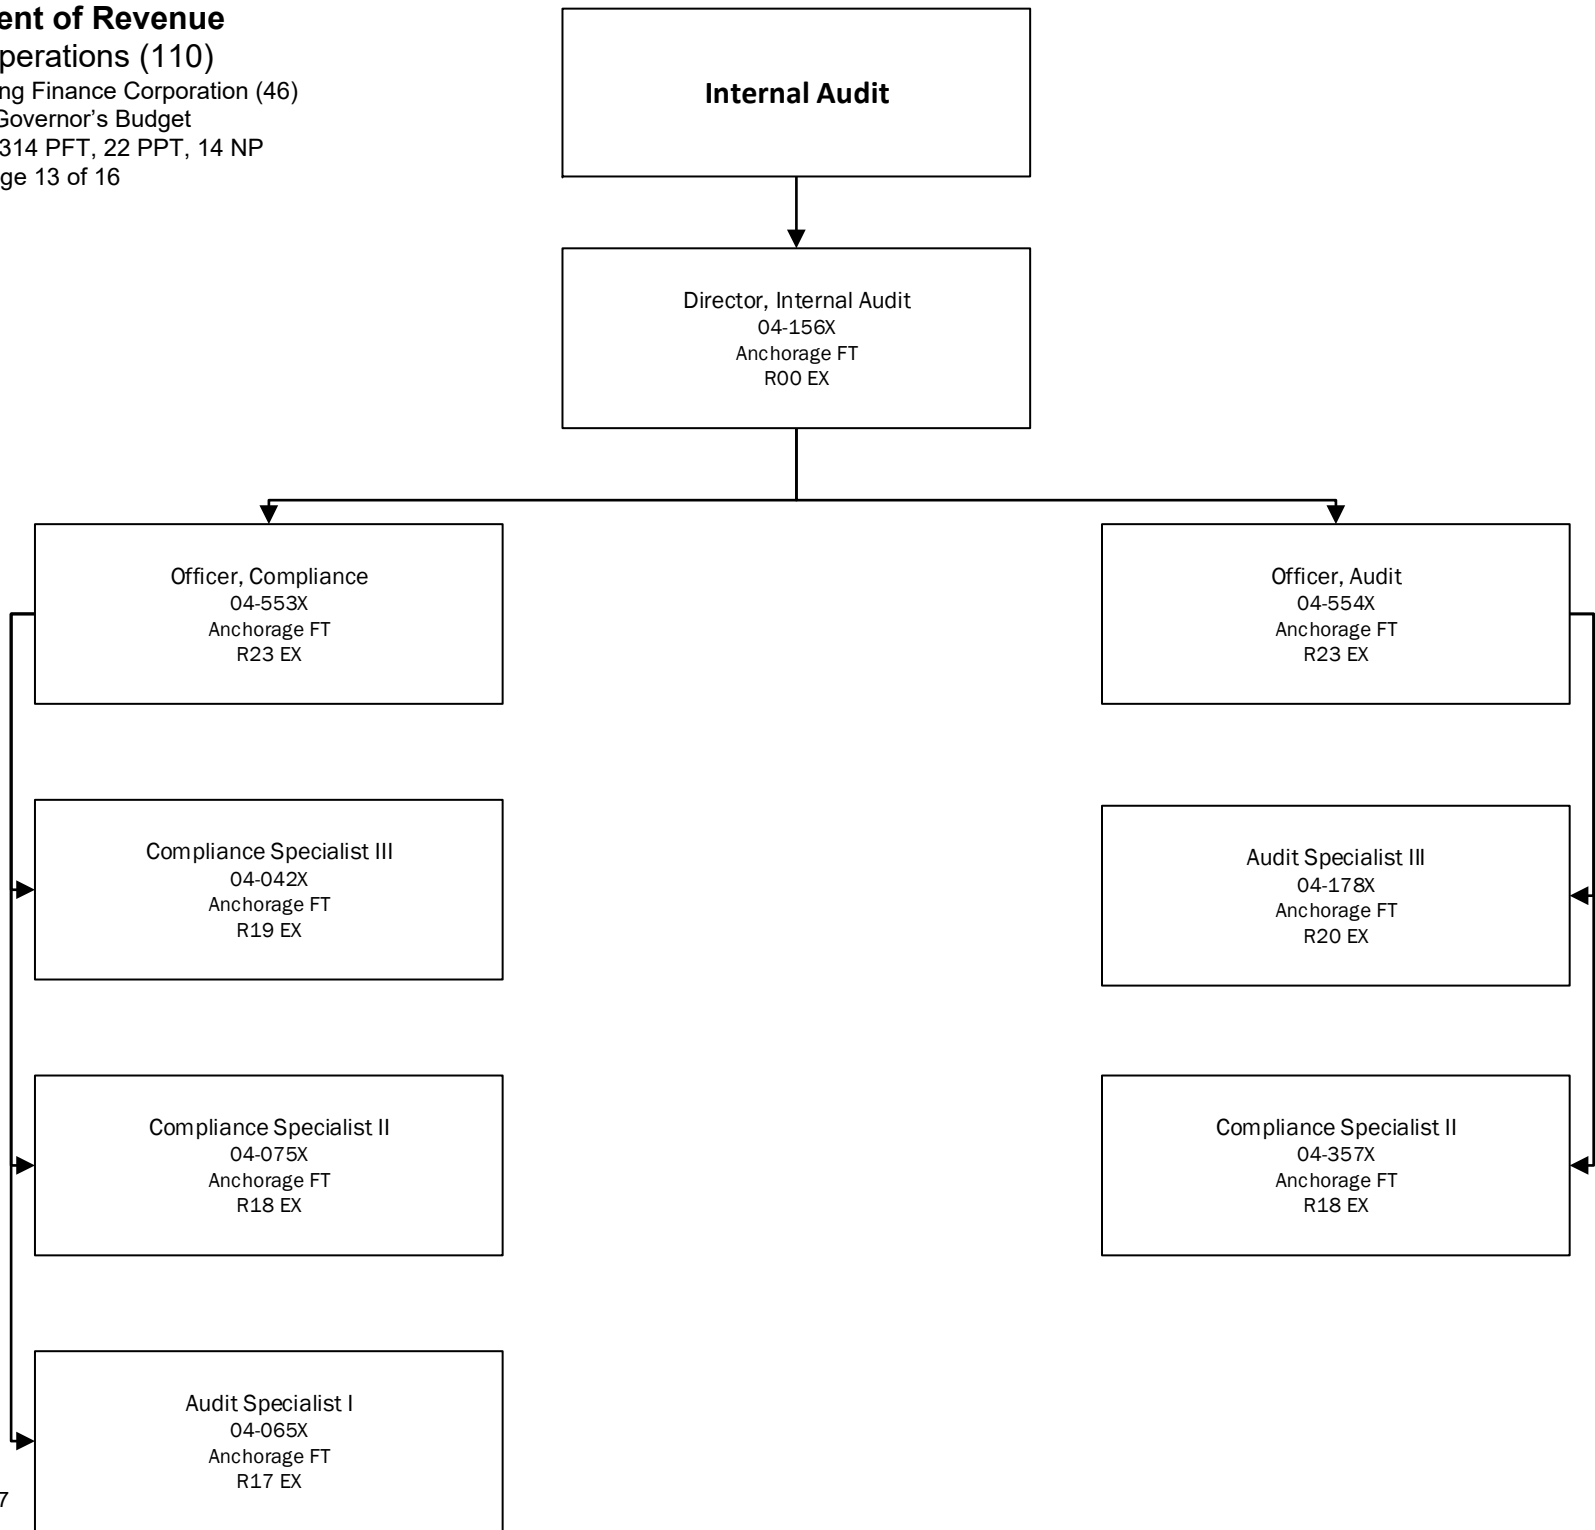 ent of Revenue
perations (110)
ng Finance Corporation (46)
Governor's Budget
314 PFT, 22 PPT, 14 NP
ge 13 of 16
Internal Audit
Director, Internal Audit
04-156X
Anchorage FT
R00 EX
Officer, Compliance
04-553X
Anchorage FT
R23 EX
Officer, Audit
04-554X
Anchorage FT
R23 EX
Compliance Specialist III
04-042X
Anchorage FT
R19 EX
Audit Specialist III
04-178X
Anchorage FT
R20 EX
Compliance Specialist II
04-075X
Anchorage FT
R18 EX
Compliance Specialist II
04-357X
Anchorage FT
R18 EX
Audit Specialist I
04-065X
Anchorage FT
R17 EX
7